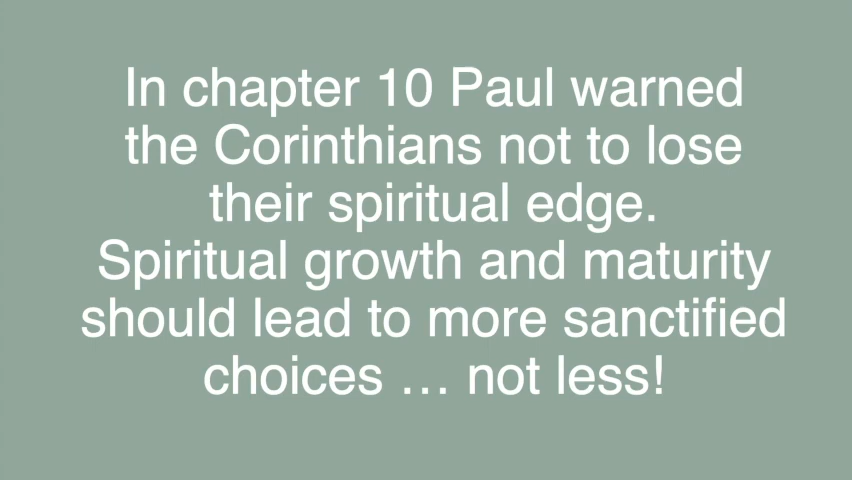 In chapter 10 Paul warned
the Corinthians not to lose
their spiritual edge.
Spiritual growth and maturity
should lead to more sanctified
choices … not less!